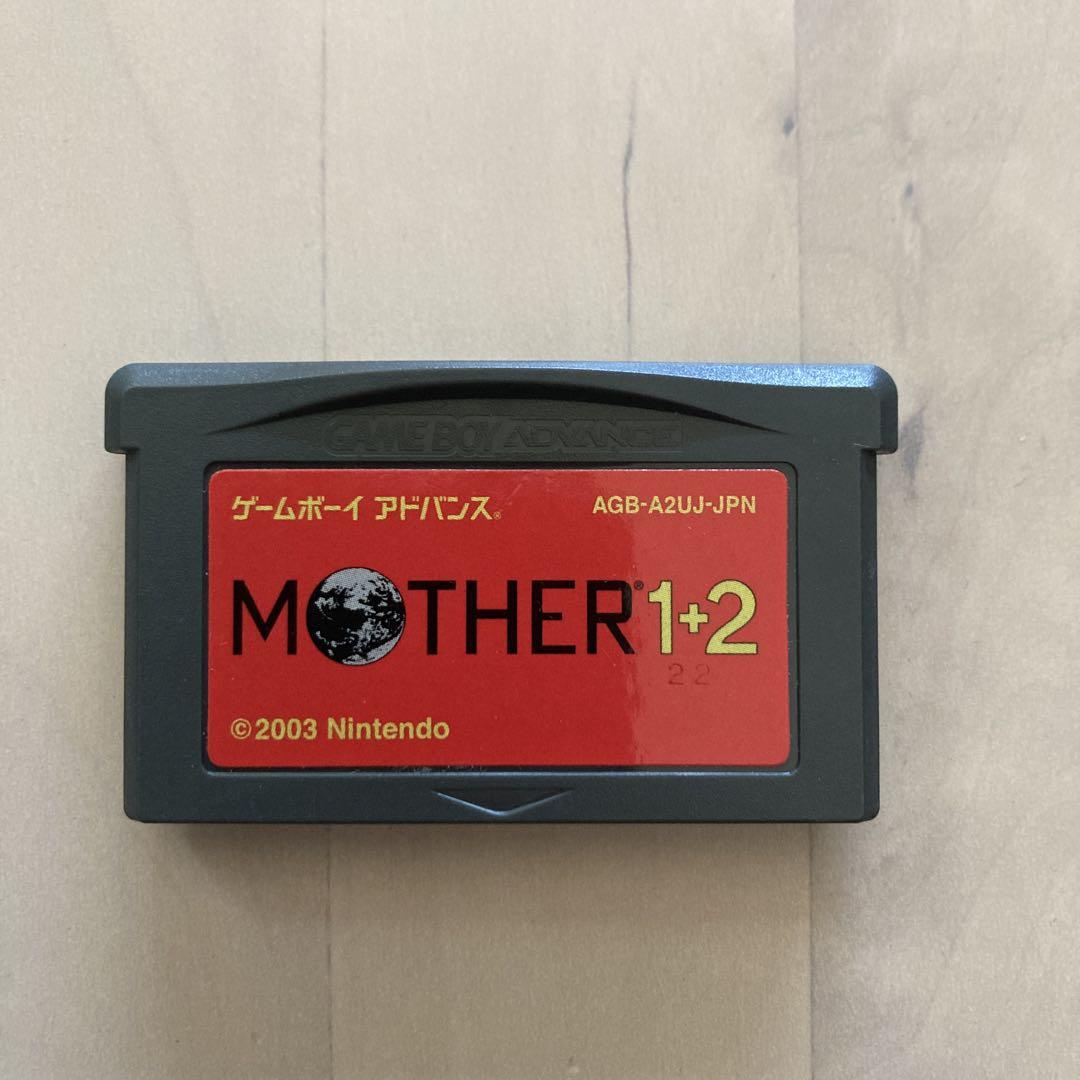 GAME BOY ADVANCE
ゲームボーイ アドバンス®
AGB-A2UJ-JPN
MOTHER®1+2
22
©2003 Nintendo